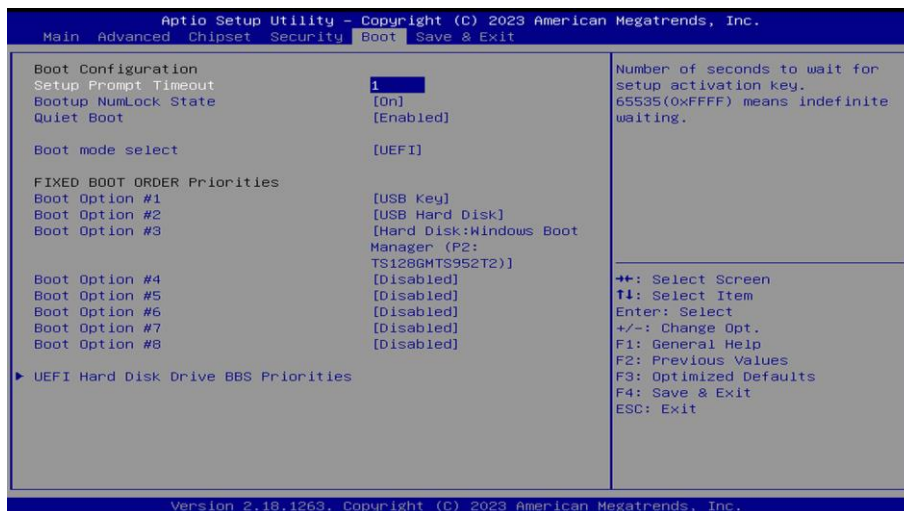 Aptio Setup Utility – Copyright (C) 2023 American Megatrends, Inc.
Main Advanced Chipset Security Boot Save & Exit
Boot Configuration
Setup Prompt Timeout 1
Bootup NumLock State [On]
Quiet Boot [Enabled]
Boot mode select [UEFI]
FIXED BOOT ORDER Priorities
Boot Option #1 [USB Key]
Boot Option #2 [USB Hard Disk]
Boot Option #3 [Hard Disk:Windows Boot
Manager (P2:
TS128GMTS952T2)]
Boot Option #4 [Disabled]
Boot Option #5 [Disabled]
Boot Option #6 [Disabled]
Boot Option #7 [Disabled]
Boot Option #8 [Disabled]
▶ UEFI Hard Disk Drive BBS Priorities
Number of seconds to wait for
setup activation key.
65535(0xFFFF) means indefinite
waiting.
→←: Select Screen
↑↓: Select Item
Enter: Select
+/-: Change Opt.
F1: General Help
F2: Previous Values
F3: Optimized Defaults
F4: Save & Exit
ESC: Exit
Version 2.18.1263. Copyright (C) 2023 American Megatrends, Inc.